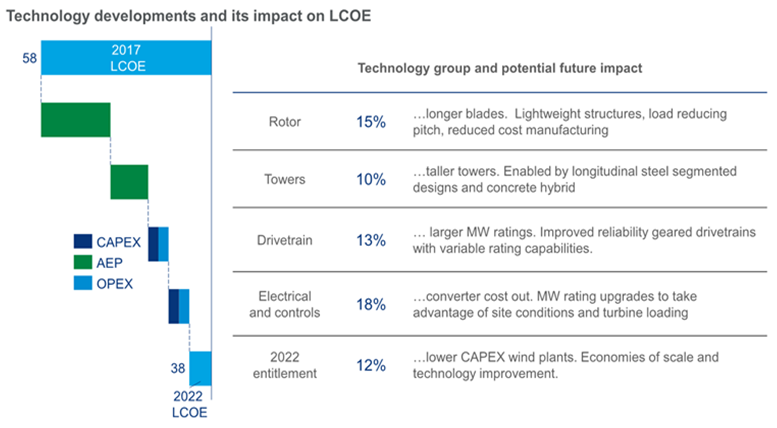 Technology developments and its impact on LCOE
58
2017
LCOE
Technology group and potential future impact
Rotor
15%
…longer blades.  Lightweight structures, load reducing
pitch, reduced cost manufacturing
Towers
10%
…taller towers. Enabled by longitudinal steel segmented
designs and concrete hybrid
CAPEX
AEP
OPEX
Drivetrain
13%
… larger MW ratings. Improved reliability geared drivetrains
with variable rating capabilities.
Electrical
and controls
18%
…converter cost out. MW rating upgrades to take
advantage of site conditions and turbine loading
38
2022
LCOE
2022
entitlement
12%
…lower CAPEX wind plants. Economies of scale and
technology improvement.